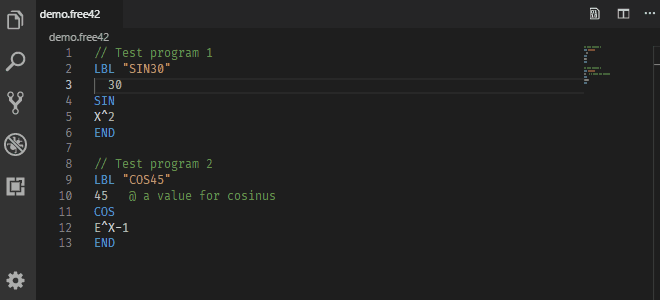 demo.free42
demo.free42
1 // Test program 1
2 LBL "SIN30"
3   30
4 SIN
5 X^2
6 END
7
8 // Test program 2
9 LBL "COS45"
10 45   @ a value for cosinus
11 COS
12 E^X-1
13 END